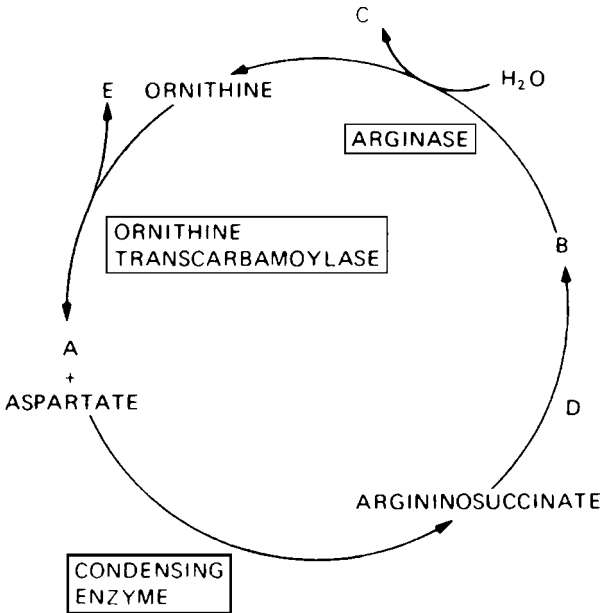 C
E ORNITHINE
H₂O
ARGINASE
ORNITHINE
TRANSCARBAMOYLASE
B
A
+
ASPARTATE
D
ARGININOSUCCINATE
CONDENSING
ENZYME